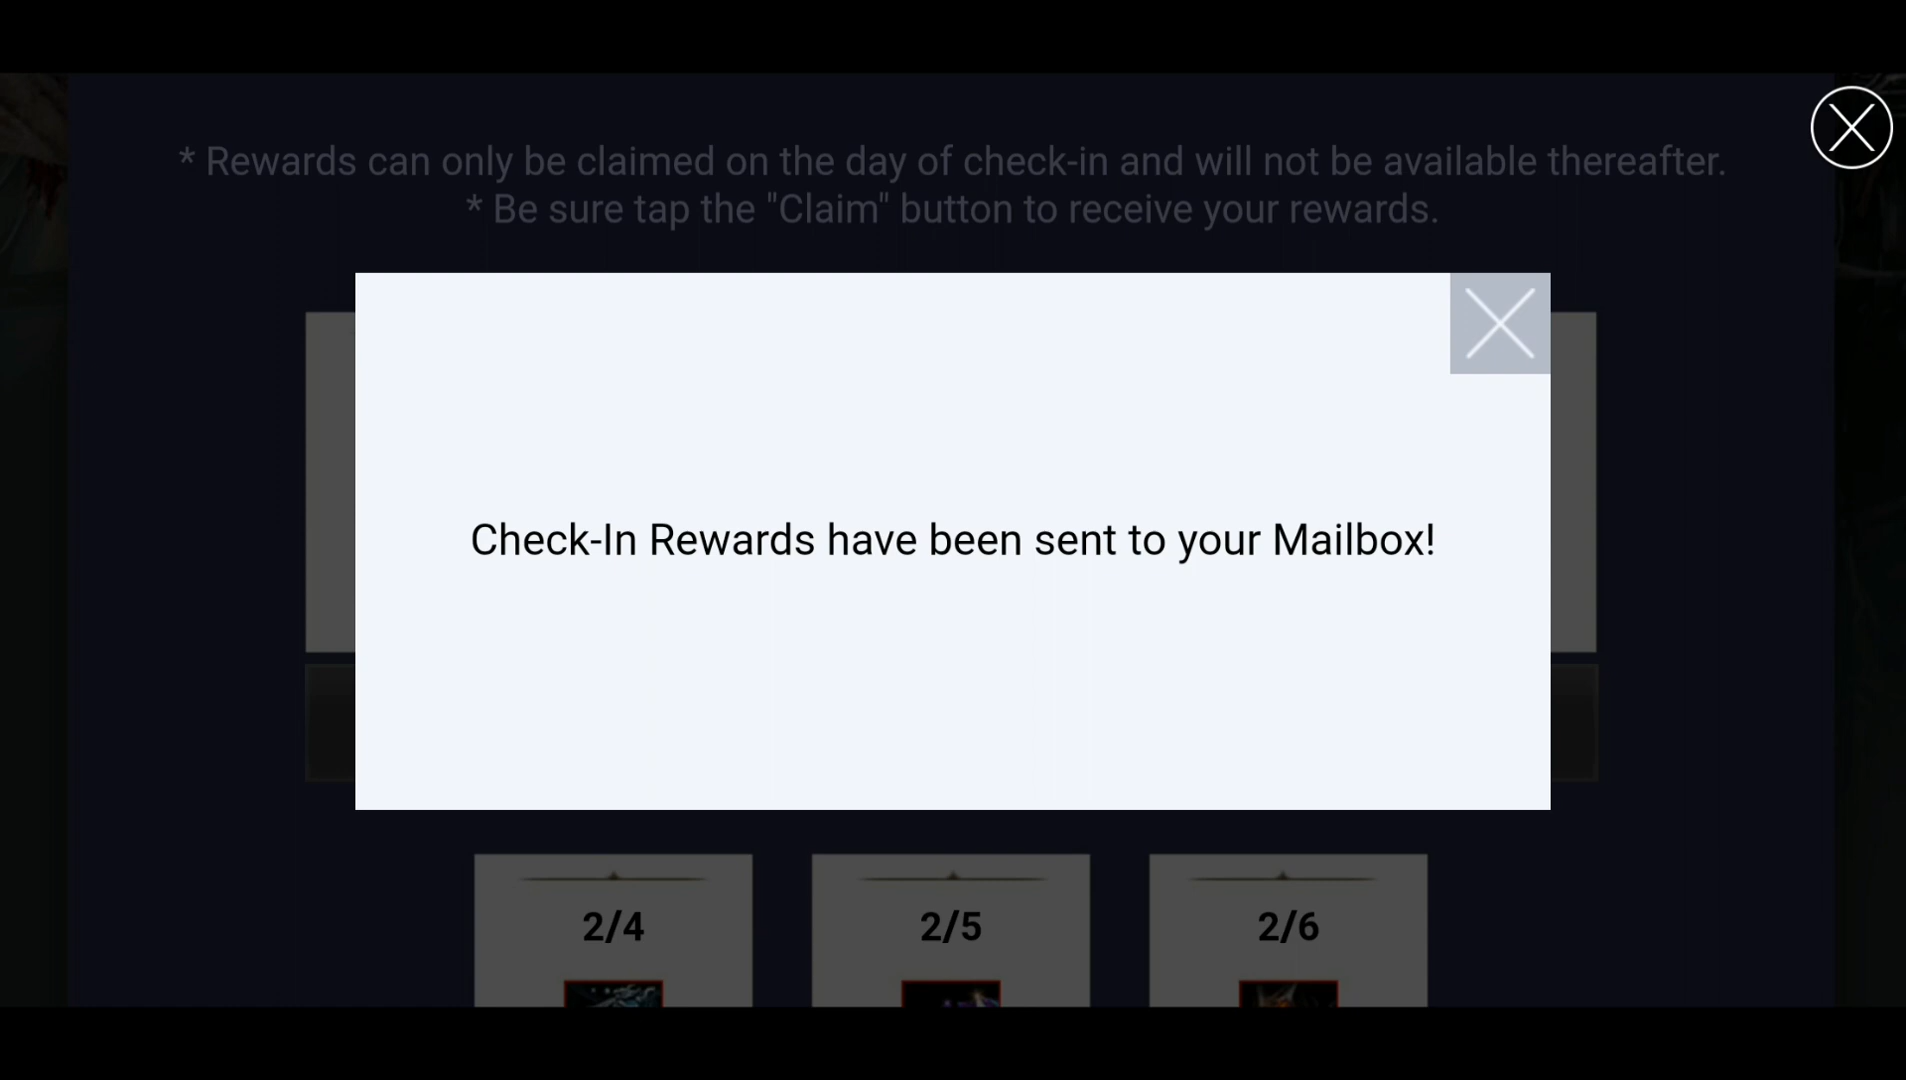 * Rewards can only be claimed on the day of check-in and will not be available thereafter.
* Be sure tap the "Claim" button to receive your rewards.
Check-In Rewards have been sent to your Mailbox!
2/4
2/5
2/6